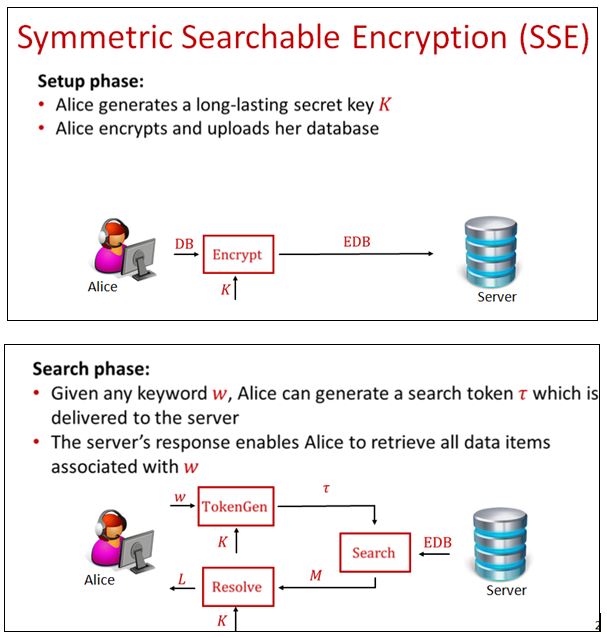 Symmetric Searchable Encryption (SSE)
Setup phase:
• Alice generates a long-lasting secret key K
• Alice encrypts and uploads her database
DB
Encrypt
EDB
K
Alice
Server
Search phase:
• Given any keyword w, Alice can generate a search token τ which is
delivered to the server
• The server's response enables Alice to retrieve all data items
associated with w
w
TokenGen
τ
K
Search
EDB
Alice
L
Resolve
M
Server
K
2